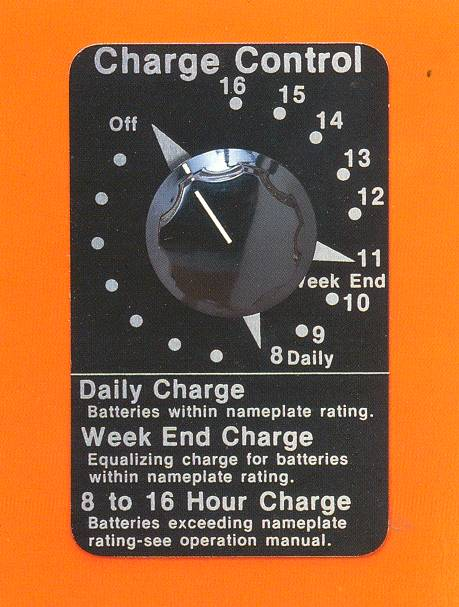 Charge Control
16
15
Off
14
13
12
11
Week End
10
9
8 Daily
Daily Charge
Batteries within nameplate rating.
Week End Charge
Equalizing charge for batteries
within nameplate rating.
8 to 16 Hour Charge
Batteries exceeding nameplate
rating-see operation manual.